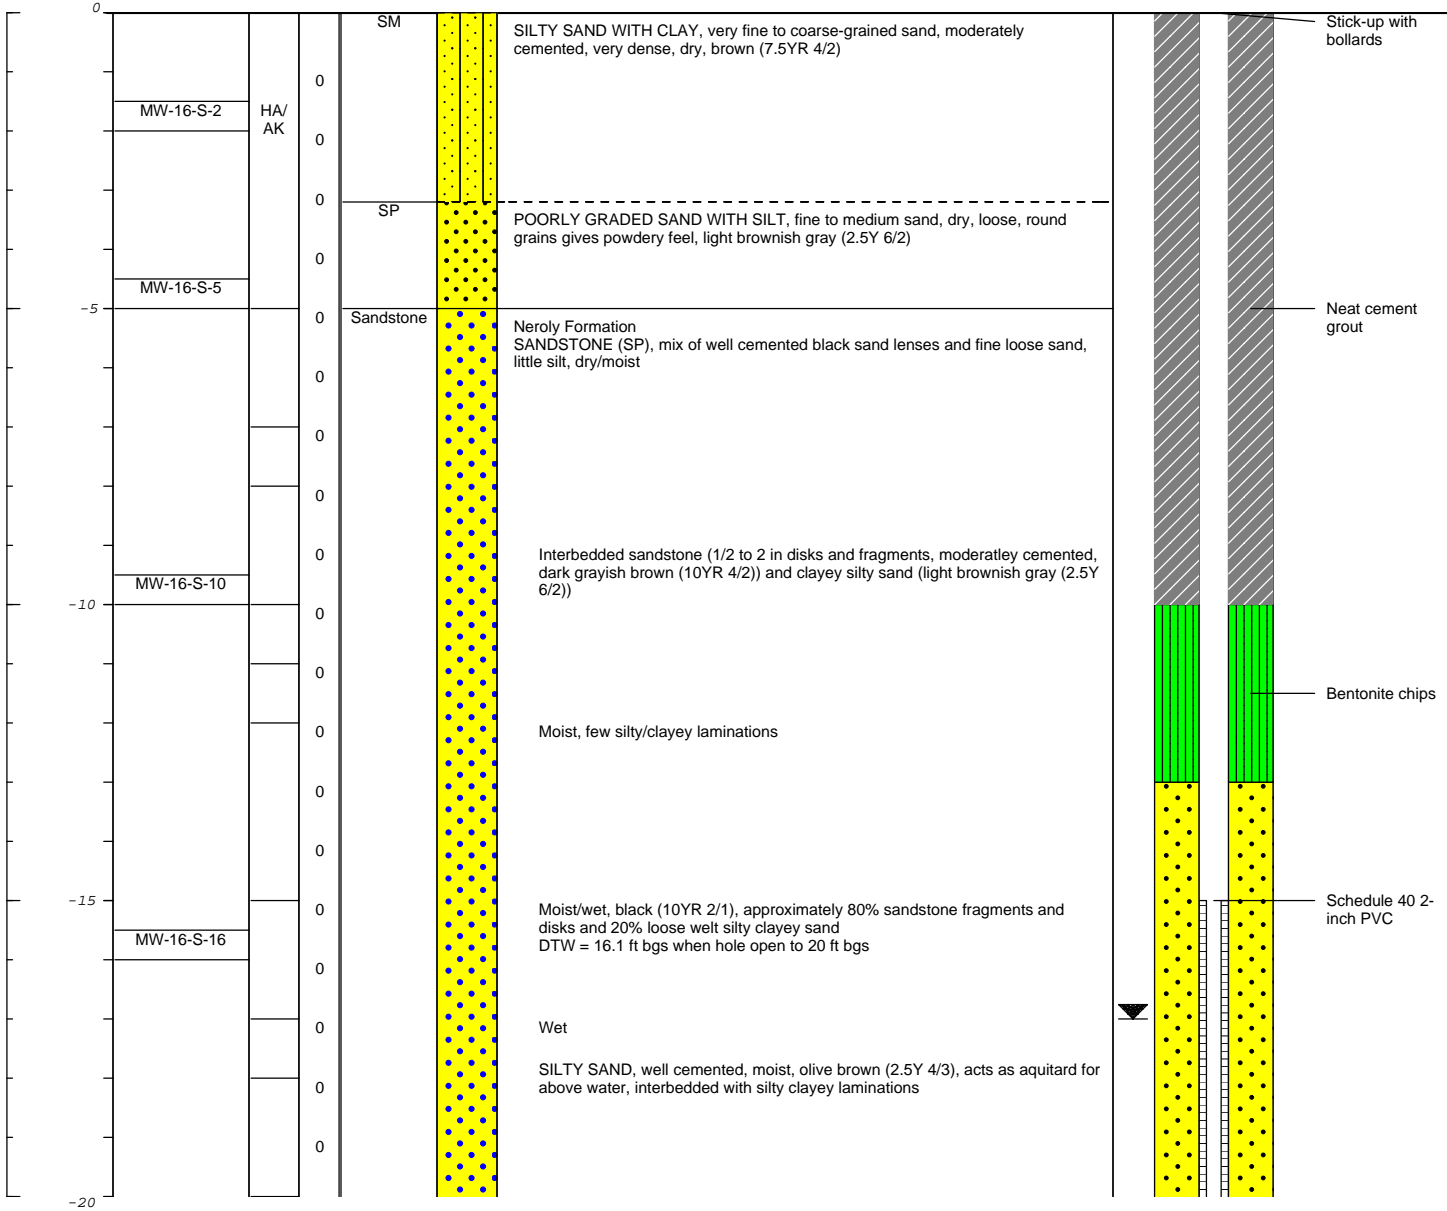 0
SM
SILTY SAND WITH CLAY, very fine to coarse-grained sand, moderately
cemented, very dense, dry, brown (7.5YR 4/2)
Stick-up with
bollards
0
MW-16-S-2
HA/
AK
0
0
SP
POORLY GRADED SAND WITH SILT, fine to medium sand, dry, loose, round
grains gives powdery feel, light brownish gray (2.5Y 6/2)
0
MW-16-S-5
-5
0
Sandstone
Neroly Formation
SANDSTONE (SP), mix of well cemented black sand lenses and fine loose sand,
little silt, dry/moist
Neat cement
grout
0
0
0
0
Interbedded sandstone (1/2 to 2 in disks and fragments, moderatley cemented,
dark grayish brown (10YR 4/2)) and clayey silty sand (light brownish gray (2.5Y
6/2))
MW-16-S-10
-10
0
0
Bentonite chips
0
Moist, few silty/clayey laminations
0
0
-15
0
Moist/wet, black (10YR 2/1), approximately 80% sandstone fragments and
disks and 20% loose welt silty clayey sand
DTW = 16.1 ft bgs when hole open to 20 ft bgs
Schedule 40 2-
inch PVC
MW-16-S-16
0
0
Wet
SILTY SAND, well cemented, moist, olive brown (2.5Y 4/3), acts as aquitard for
above water, interbedded with silty clayey laminations
0
0
-20